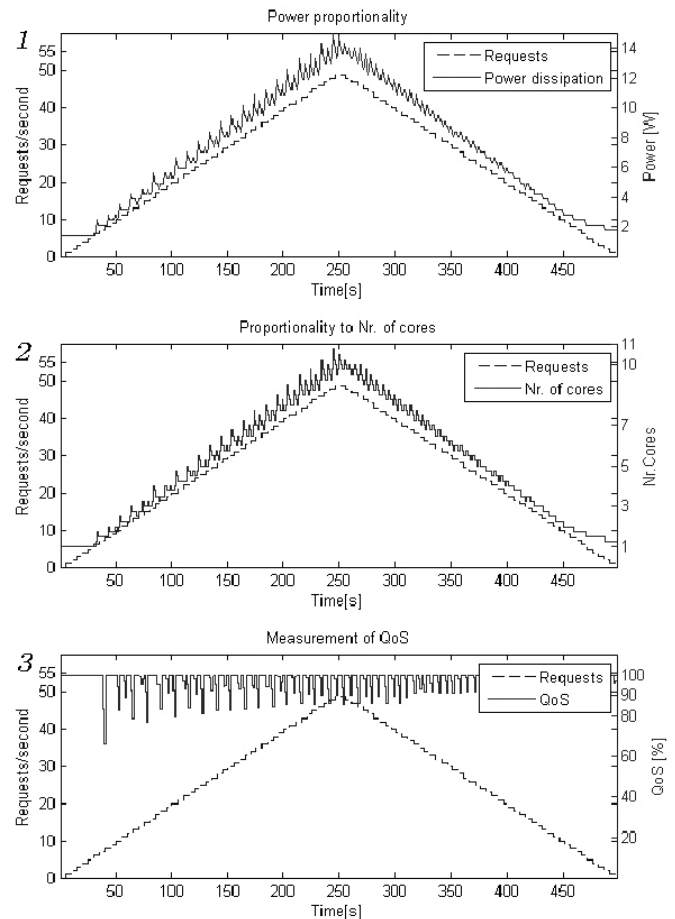 Power proportionality
1
Requests/second
55
50
40
30
20
10
0
Requests
Power dissipation
14
12
10
8
6
4
2
Power [W]
50 100 150 200 250 300 350 400 450
Time[s]
Proportionality to Nr. of cores
2
Requests/second
55
50
40
30
20
10
0
Requests
Nr. of cores
11
10
7
5
3
1
Nr.Cores
50 100 150 200 250 300 350 400 450
Time[s]
Measurement of QoS
3
Requests/second
55
50
40
30
20
10
0
Requests
QoS
100
90
80
60
40
20
QoS [%]
50 100 150 200 250 300 350 400 450
Time[s]